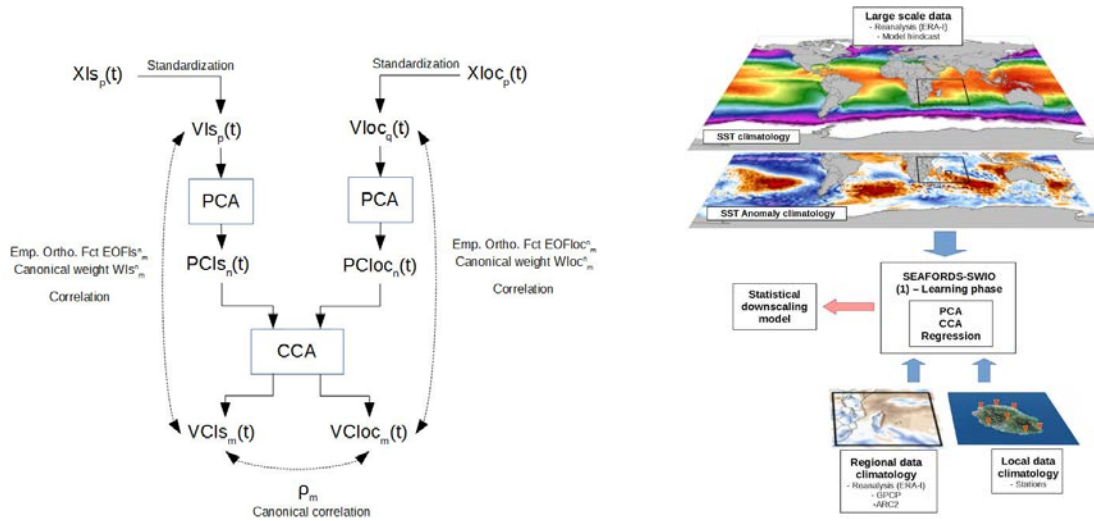 Xls_p(t)
Standardization
Standardization
Xloc_p(t)
Vls_p(t)
Vloc_q(t)
PCA
PCA
Emp. Ortho. Fct EOFls^n_m
Canonical weight Wls^n_m
Correlation
PCls_n(t)
PCloc_n(t)
Emp. Ortho. Fct EOFloc^n_m
Canonical weight Wloc^n_m
Correlation
CCA
VCls_m(t)
VCloc_m(t)
ρ_m
Canonical correlation
Large scale data
- Reanalysis (ERA-I)
- Model hindcast
SST climatology
SST Anomaly climatology
SEAFORDS-SWIO
(1) – Learning phase
PCA
CCA
Regression
Statistical
downscaling
model
Regional data
climatology
- Reanalysis (ERA-I)
- GPCP
-ARC2
Local data
climatology
- Stations